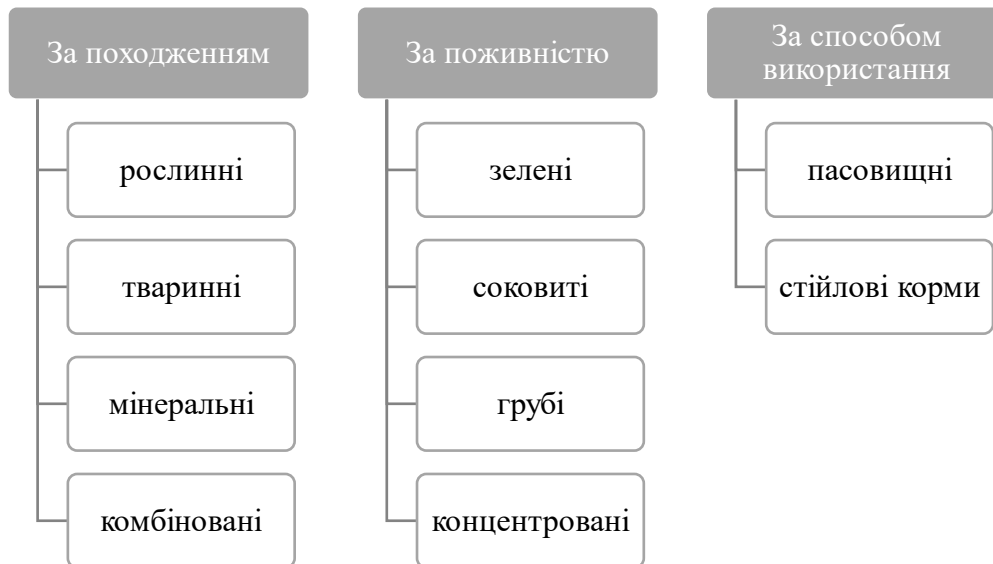 За походженням
рослинні
тваринні
мінеральні
комбіновані
За поживністю
зелені
соковиті
грубі
концентровані
За способом
використання
пасовищні
стійлові корми